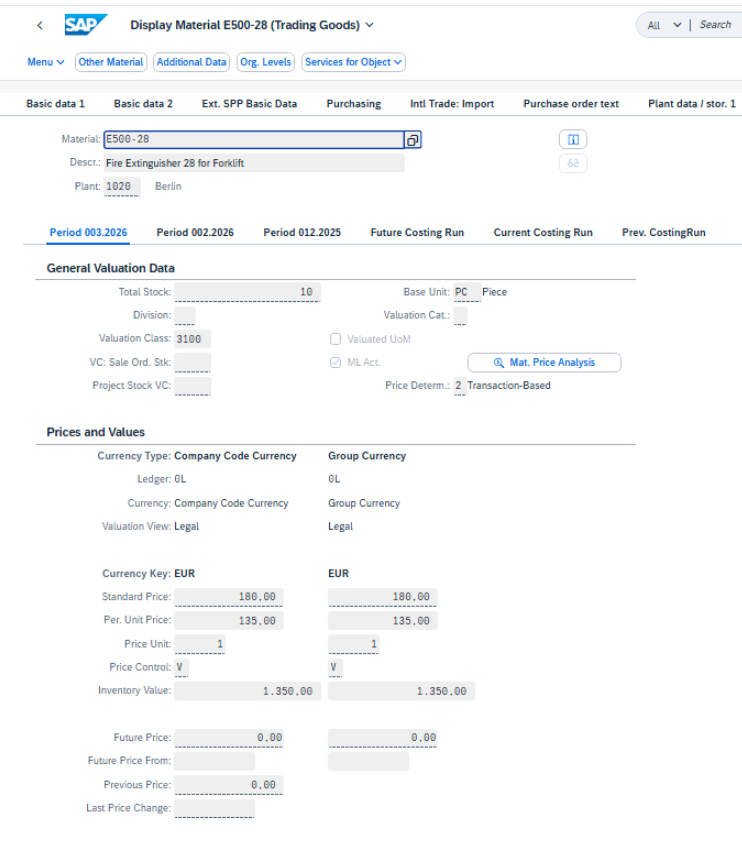 SAP Display Material E500-28 (Trading Goods) All Search
Menu Other Material Additional Data Org. Levels Services for Object
Basic data 1 Basic data 2 Ext. SPP Basic Data Purchasing Intl Trade: Import Purchase order text Plant data / stor. 1
Material: E500-28
Descr.: Fire Extinguisher 28 for Forklift
Plant: 1020 Berlin
Period 003.2026 Period 002.2026 Period 012.2025 Future Costing Run Current Costing Run Prev. CostingRun
General Valuation Data
Total Stock: 10 Base Unit: PC Piece
Division: Valuation Cat.:
Valuation Class: 3100 Valuated UoM
VC: Sale Ord. Stk: ML Act. Mat. Price Analysis
Project Stock VC: Price Determ.: 2 Transaction-Based
Prices and Values
Currency Type: Company Code Currency Group Currency
Ledger: 0L 0L
Currency: Company Code Currency Group Currency
Valuation View: Legal Legal
Currency Key: EUR EUR
Standard Price: 180,00 180,00
Per. Unit Price: 135,00 135,00
Price Unit: 1 1
Price Control: V V
Inventory Value: 1.350,00 1.350,00
Future Price: 0,00 0,00
Future Price From:
Previous Price: 0,00
Last Price Change: